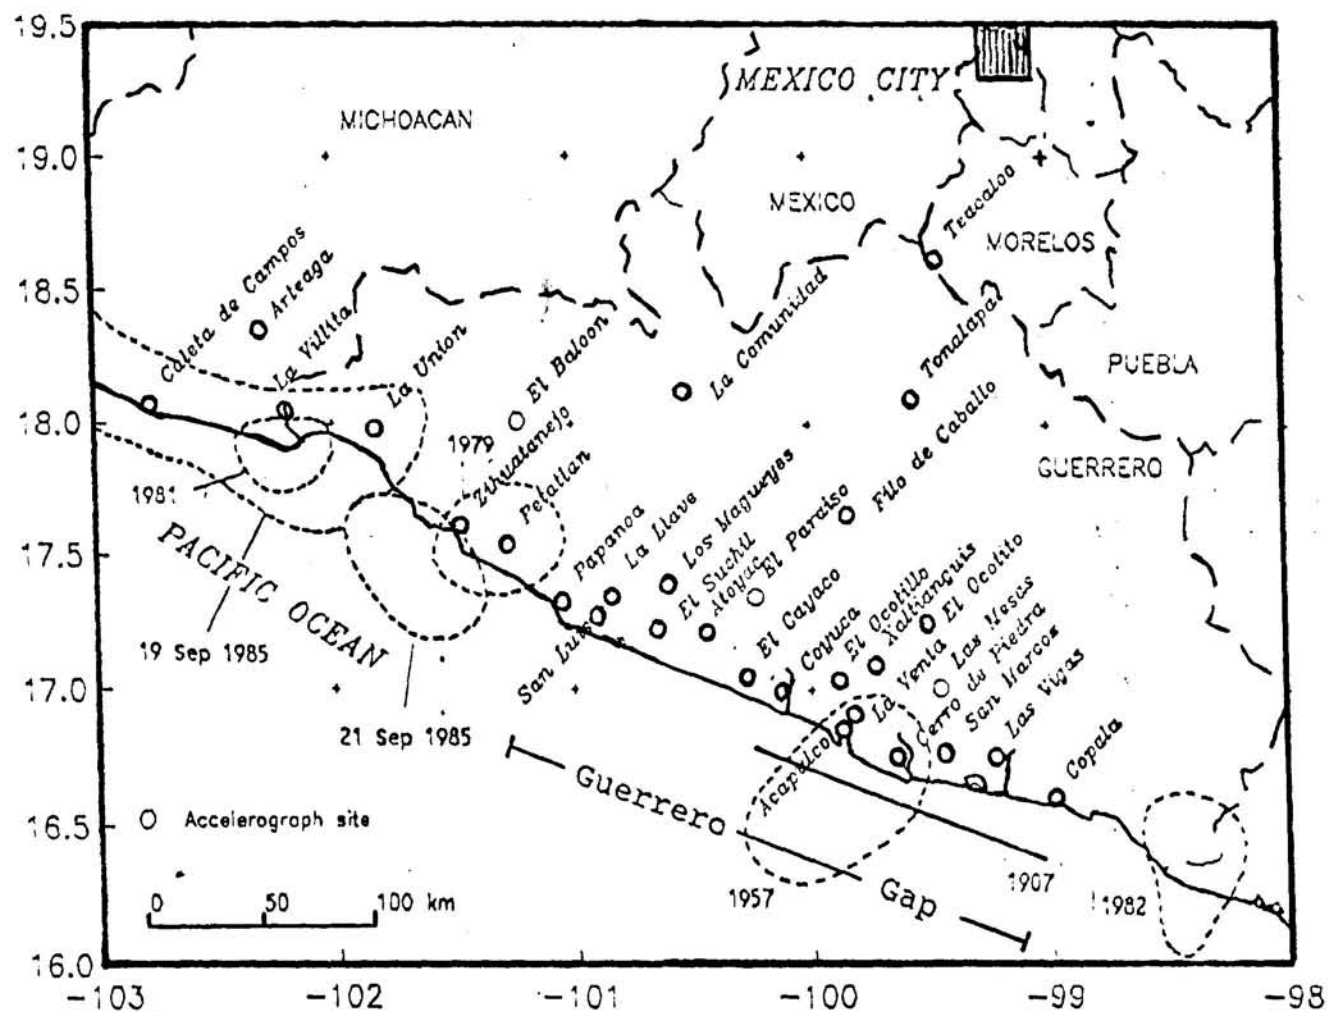 19.5
19.0
18.5
18.0
17.5
17.0
16.5
16.0
-103
-102
-101
-100
-99
-98
MEXICO CITY
MICHOACAN
MEXICO
MORELOS
PUEBLA
GUERRERO
PACIFIC OCEAN
Caleta de Campos
Arteaga
La Villita
La Union
El Baloon
Zihuatanejo
Petatlan
Papanoa
La Llave
San Luis
Los Magueyes
El Suchil
Atoyac
El Paraiso
La Comunidad
Teacalco
Tonalapa
Filo de Caballo
El Cayaco
Coyuca
El Ocotillo
Xaltianguis
El Ocotito
La Venta
Acapulco
Cerro de Piedra
Las Mesas
San Marcos
Las Vigas
Copala
1979
1981
19 Sep 1985
21 Sep 1985
Guerrero Gap
1957
1907
1982
Accelerograph site
0 50 100 km